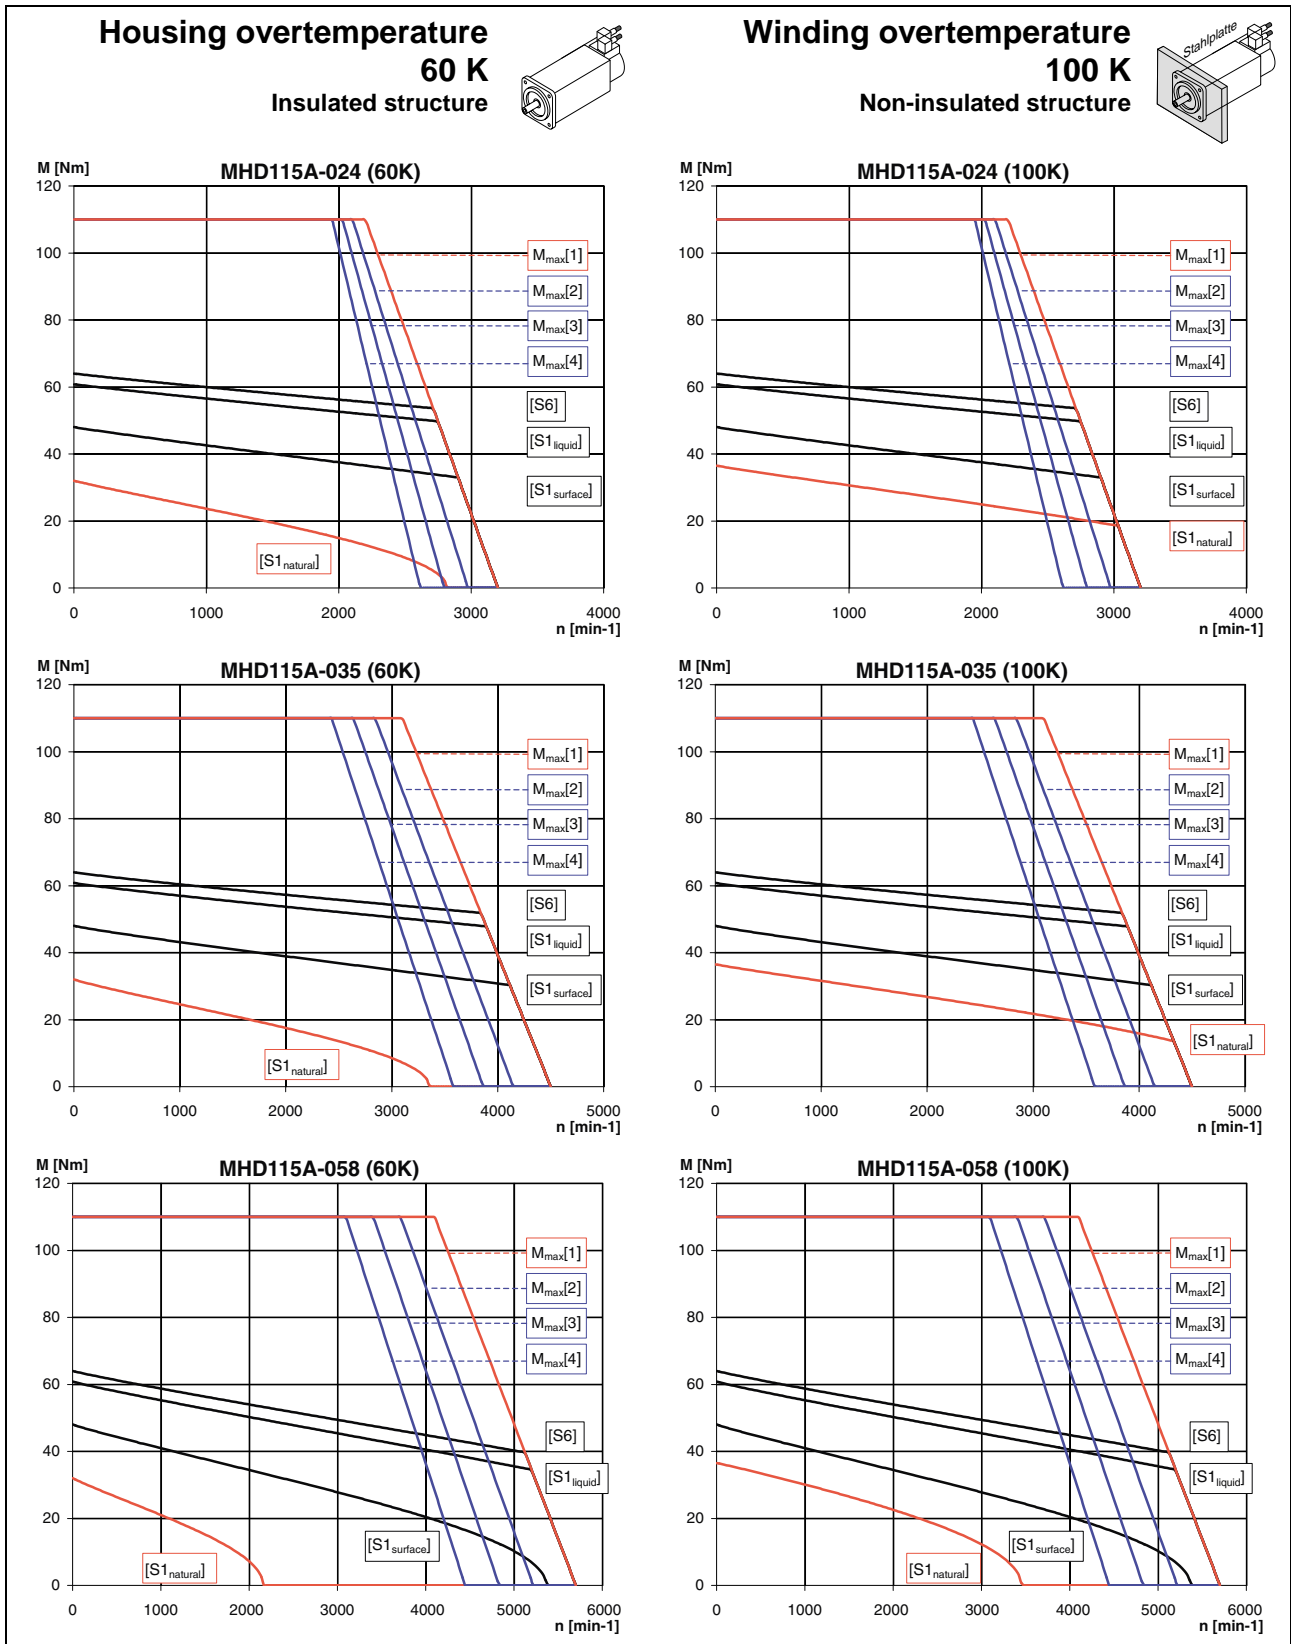 Housing overtemperature
60 K
Insulated structure
Winding overtemperature
100 K
Non-insulated structure
Stahlplatte
M [Nm]
MHD115A-024 (60K)
120
100
80
60
40
20
0
0 1000 2000 3000 4000
n [min-1]
Mmax[1]
Mmax[2]
Mmax[3]
Mmax[4]
[S6]
[S1liquid]
[S1surface]
[S1natural]
M [Nm]
MHD115A-024 (100K)
120
100
80
60
40
20
0
0 1000 2000 3000 4000
n [min-1]
Mmax[1]
Mmax[2]
Mmax[3]
Mmax[4]
[S6]
[S1liquid]
[S1surface]
[S1natural]
M [Nm]
MHD115A-035 (60K)
120
100
80
60
40
20
0
0 1000 2000 3000 4000 5000
n [min-1]
Mmax[1]
Mmax[2]
Mmax[3]
Mmax[4]
[S6]
[S1liquid]
[S1surface]
[S1natural]
M [Nm]
MHD115A-035 (100K)
120
100
80
60
40
20
0
0 1000 2000 3000 4000 5000
n [min-1]
Mmax[1]
Mmax[2]
Mmax[3]
Mmax[4]
[S6]
[S1liquid]
[S1surface]
[S1natural]
M [Nm]
MHD115A-058 (60K)
120
100
80
60
40
20
0
0 1000 2000 3000 4000 5000 6000
n [min-1]
Mmax[1]
Mmax[2]
Mmax[3]
Mmax[4]
[S6]
[S1liquid]
[S1surface]
[S1natural]
M [Nm]
MHD115A-058 (100K)
120
100
80
60
40
20
0
0 1000 2000 3000 4000 5000 6000
n [min-1]
Mmax[1]
Mmax[2]
Mmax[3]
Mmax[4]
[S6]
[S1liquid]
[S1surface]
[S1natural]